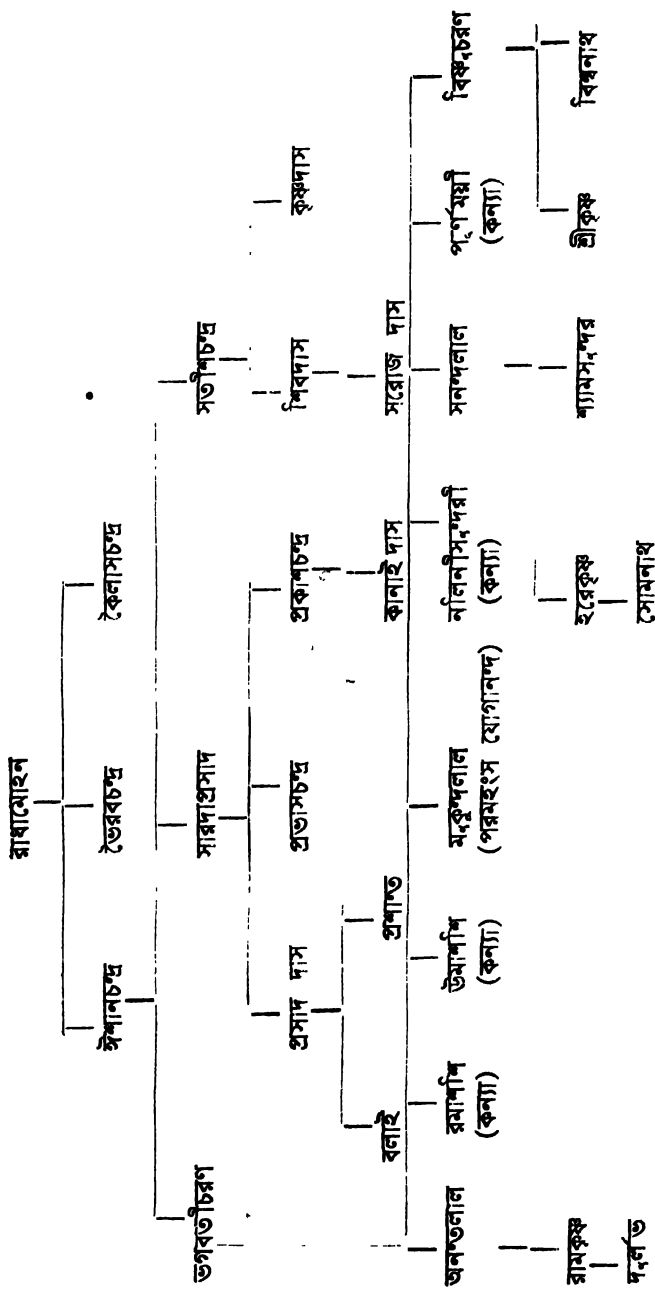 রাধামোহন
ঈশানচন্দ্র ভৈরবচন্দ্র কৈলাসচন্দ্র
ভগবতীচরণ সারদাপ্রসাদ সতীশচন্দ্র
প্রসাদ দাস প্রভাসচন্দ্র প্রকাশচন্দ্র শিবদাস কৃষ্ণদাস
বলাই প্রশান্ত কানাই দাস সরোজ দাস
অনন্তলাল রমাশশি উমাশশি মুকুন্দলাল নলিনীসুন্দরী সনন্দলাল পূর্ণময়ী বিষ্ণুচরণ
(কন্যা) (কন্যা) (পরমহংস যোগানন্দ) (কন্যা) (কন্যা)
রামকৃষ্ণ হরেকৃষ্ণ শ্যামসুন্দর শ্রীকৃষ্ণ বিশ্বনাথ
দুর্লভ সোমনাথ